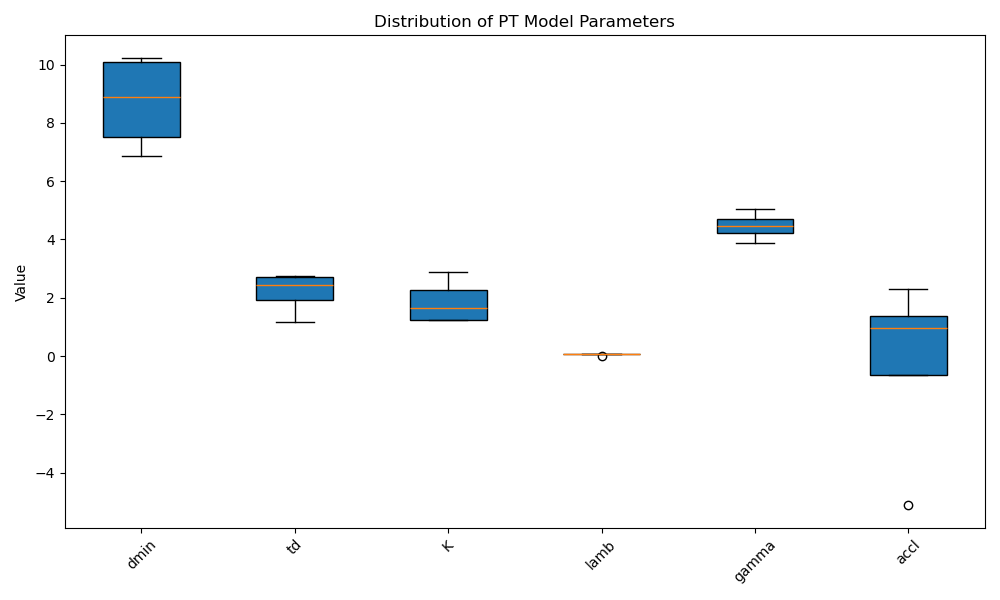 Distribution of PT Model Parameters
Value
10
8
6
4
2
0
−2
−4
dmin
td
K
lamb
gamma
accl